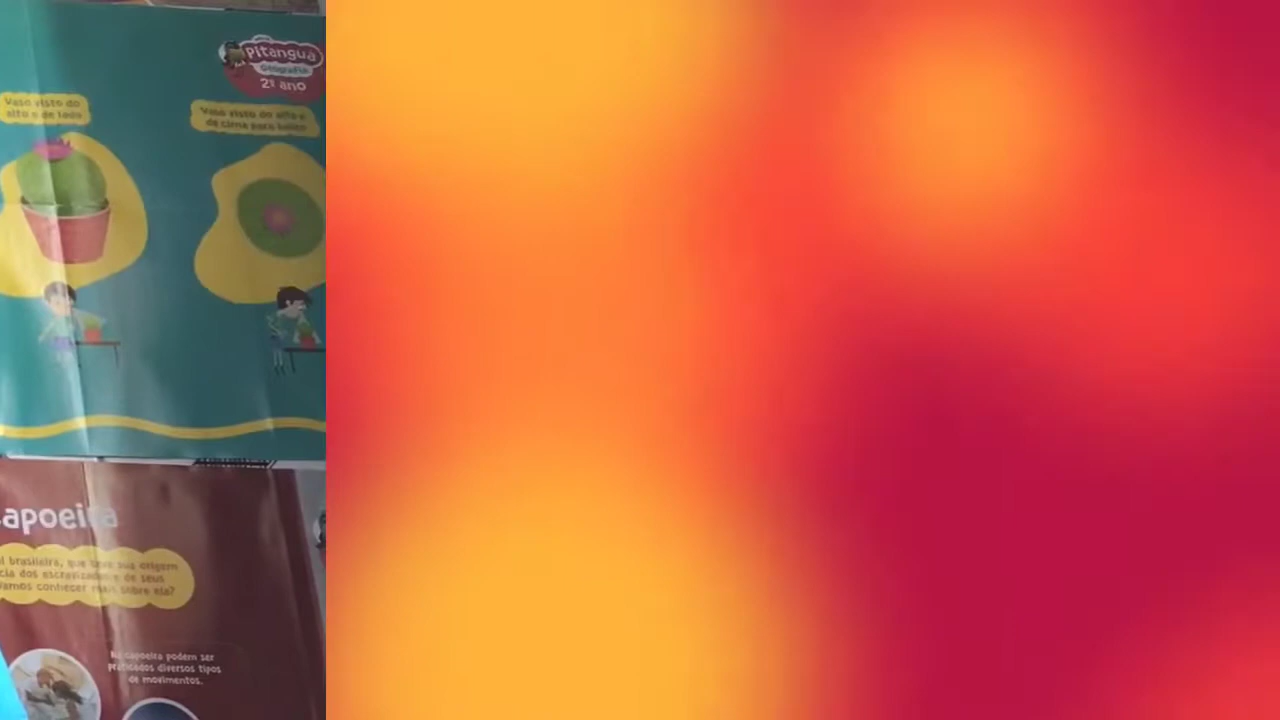 Pitanguá
Geografia
2º ano
Vaso visto do
alto e de lado
Vaso visto do alto e
de cima para baixo
apoeira
brasileira, que teve sua origem
dos escravizados e de seus
conhecer mais sobre ela?
Na capoeira podem ser
praticados diversos tipos
de movimentos.